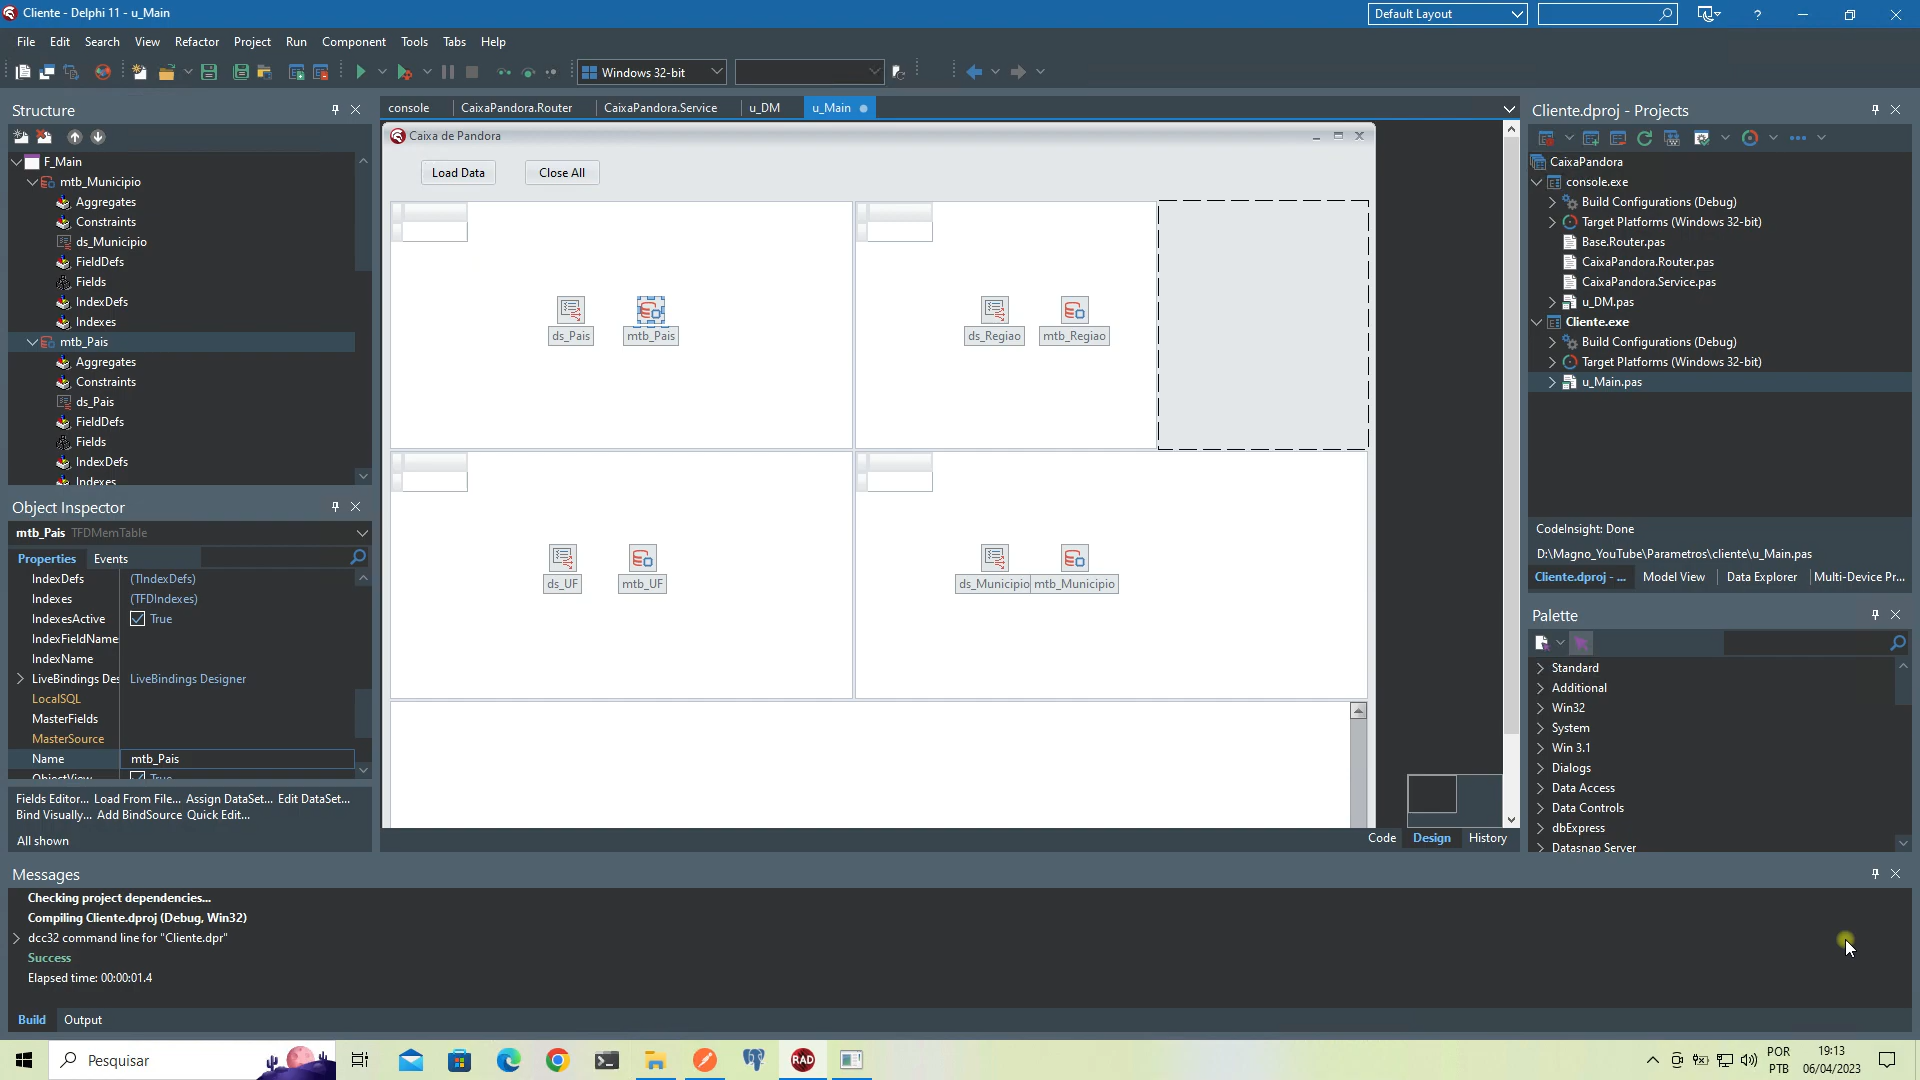 Cliente - Delphi 11 - u_Main
Default Layout
File Edit Search View Refactor Project Run Component Tools Tabs Help
Windows 32-bit
Structure
F_Main
mtb_Municipio
Aggregates
Constraints
ds_Municipio
FieldDefs
Fields
IndexDefs
Indexes
mtb_Pais
Aggregates
Constraints
ds_Pais
FieldDefs
Fields
IndexDefs
Indexes
Object Inspector
mtb_Pais TFDMemTable
Properties Events
IndexDefs (TIndexDefs)
Indexes (TFDIndexes)
IndexesActive True
IndexFieldName
IndexName
LiveBindings Des LiveBindings Designer
LocalSQL
MasterFields
MasterSource
Name mtb_Pais
ObjectView True
Fields Editor... Load From File... Assign DataSet... Edit DataSet...
Bind Visually... Add BindSource Quick Edit...
All shown
console CaixaPandora.Router CaixaPandora.Service u_DM u_Main
Caixa de Pandora
Load Data Close All
ds_Pais mtb_Pais
ds_Regiao mtb_Regiao
ds_UF mtb_UF
ds_Municipio mtb_Municipio
Code Design History
Cliente.dproj - Projects
CaixaPandora
console.exe
Build Configurations (Debug)
Target Platforms (Windows 32-bit)
Base.Router.pas
CaixaPandora.Router.pas
CaixaPandora.Service.pas
u_DM.pas
Cliente.exe
Build Configurations (Debug)
Target Platforms (Windows 32-bit)
u_Main.pas
CodeInsight: Done
D:\Magno_YouTube\Parametros\cliente\u_Main.pas
Cliente.dproj - ... Model View Data Explorer Multi-Device Pr...
Palette
Standard
Additional
Win32
System
Win 3.1
Dialogs
Data Access
Data Controls
dbExpress
Datasnap Server
Messages
Checking project dependencies...
Compiling Cliente.dproj (Debug, Win32)
dcc32 command line for "Cliente.dpr"
Success
Elapsed time: 00:00:01.4
Build Output
Pesquisar
RAD
POR
PTB
19:13
06/04/2023